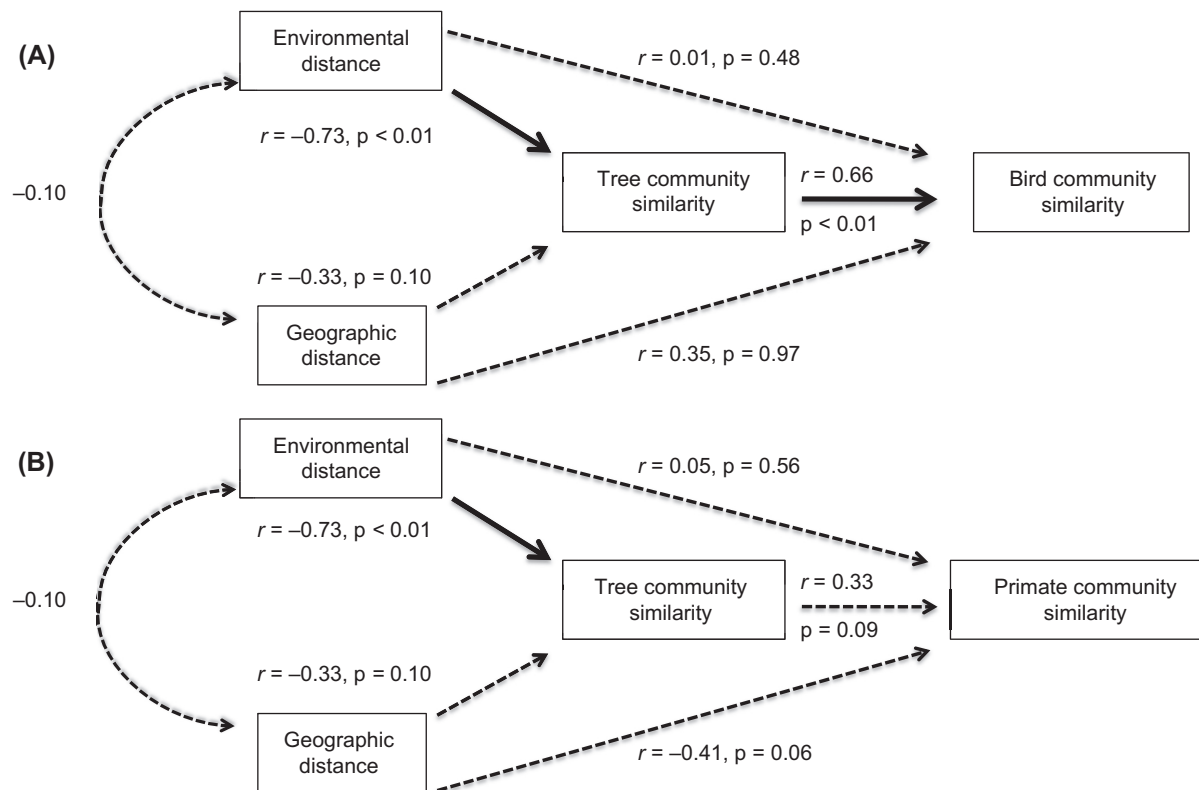 (A)
Environmental
distance
r = 0.01, p = 0.48
r = –0.73, p < 0.01
–0.10
Tree community
similarity
r = 0.66
p < 0.01
Bird community
similarity
r = –0.33, p = 0.10
Geographic
distance
r = 0.35, p = 0.97
(B)
Environmental
distance
r = 0.05, p = 0.56
r = –0.73, p < 0.01
–0.10
Tree community
similarity
r = 0.33
p = 0.09
Primate community
similarity
r = –0.33, p = 0.10
Geographic
distance
r = –0.41, p = 0.06